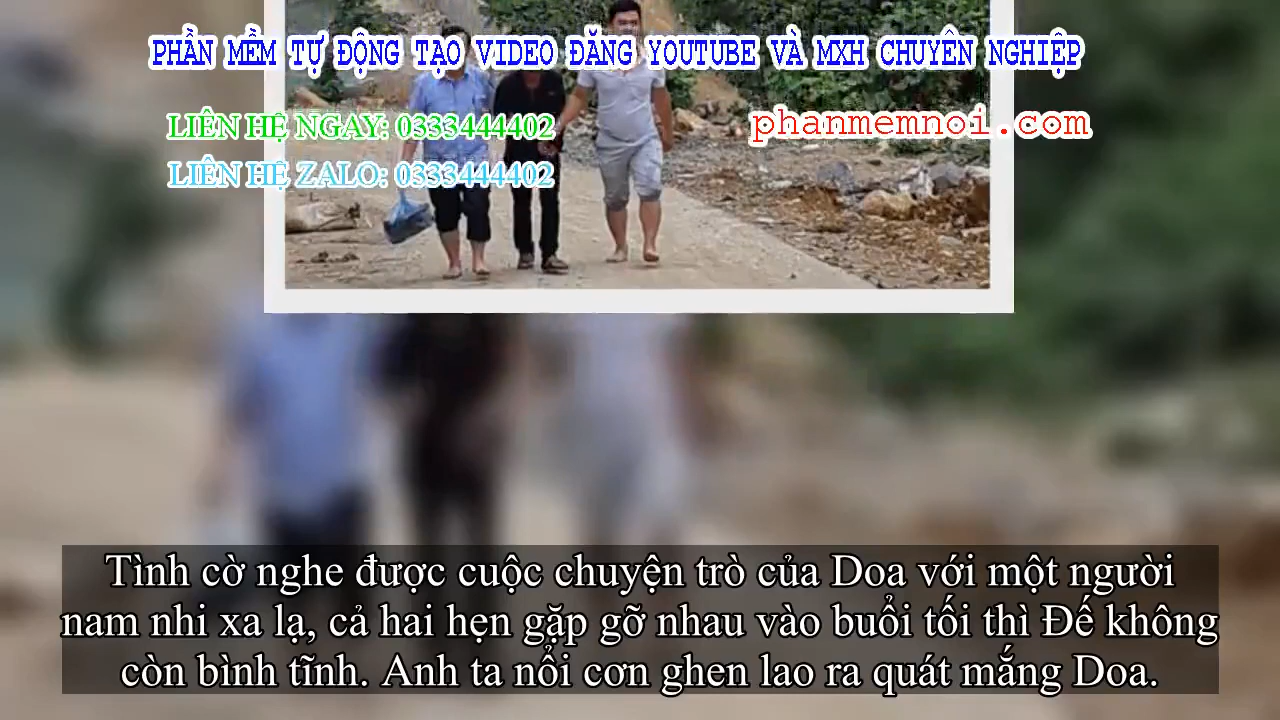 PHẦN MỀM TỰ ĐỘNG TẠO VIDEO ĐĂNG YOUTUBE VÀ MXH CHUYÊN NGHIỆP
LIÊN HỆ NGAY: 0333444402
phanmemnoi.com
LIÊN HỆ ZALO: 0333444402
Tình cờ nghe được cuộc chuyện trò của Doa với một người
nam nhi xa lạ, cả hai hẹn gặp gỡ nhau vào buổi tối thì Đế không
còn bình tĩnh. Anh ta nổi cơn ghen lao ra quát mắng Doa.